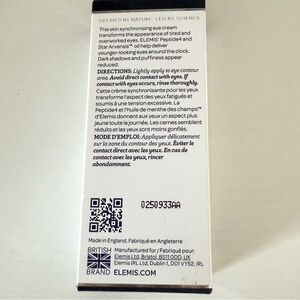 DEFINED BY NATURE. LED BY SCIENCE
This skin synchronising eye cream
transforms the appearance of tired and
overworked eyes. ELEMIS' Peptide4 and
Star Arvensis™ oil help deliver
younger-looking eyes around the clock.
Dark shadows and puffiness appear
reduced.
DIRECTIONS: Lightly apply to eye contour
area. Avoid direct contact with eyes. If
contact with eyes occurs, rinse thoroughly.
Cette crème synchronisante pour les yeux
transforme l'aspect des yeux fatigués et
soumis à une tension excessive. La
Peptide4 et l'huile de menthe des champs™
d'Elemis donnent aux yeux un aspect plus
jeune 24h/24. Les cernes semblent
réduites et les yeux sont moins gonflés.
MODE D'EMPLOI: Appliquer délicatement
sur la zone du contour des yeux. Éviter le
contact direct avec les yeux. En cas de
contact avec les yeux, rincer
abondamment.
0250933AA
Made in England. Fabriqué en Angleterre
BRITISH
BRAND
Manufactured for / Fabriqué pour:
Elemis Ltd, Bristol, BS11 0DD, UK
Elemis IRL Ltd, Dublin 1, D01 V752, IRL
ELEMIS.COM